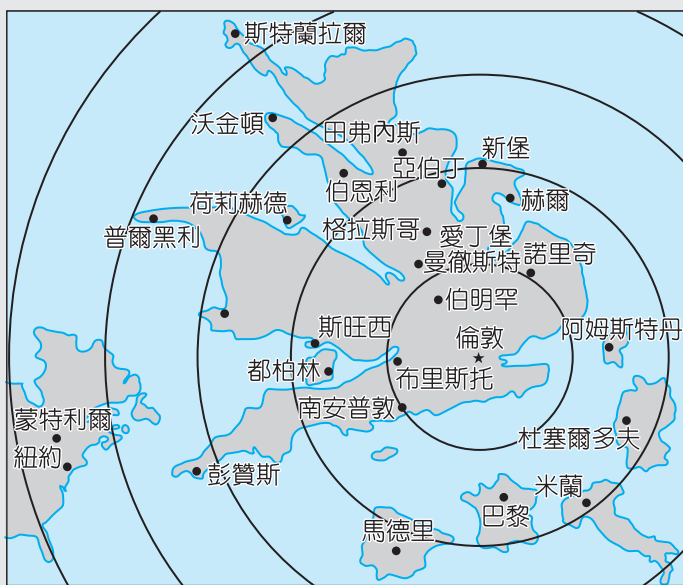 斯特蘭拉爾
沃金頓
田弗內斯
新堡
亞伯丁
伯恩利
赫爾
荷莉赫德
普爾黑利
格拉斯哥
愛丁堡
曼徹斯特
諾里奇
伯明罕
斯旺西
倫敦
阿姆斯特丹
都柏林
布里斯托
南安普敦
蒙特利爾
杜塞爾多夫
紐約
彭贊斯
米蘭
巴黎
馬德里